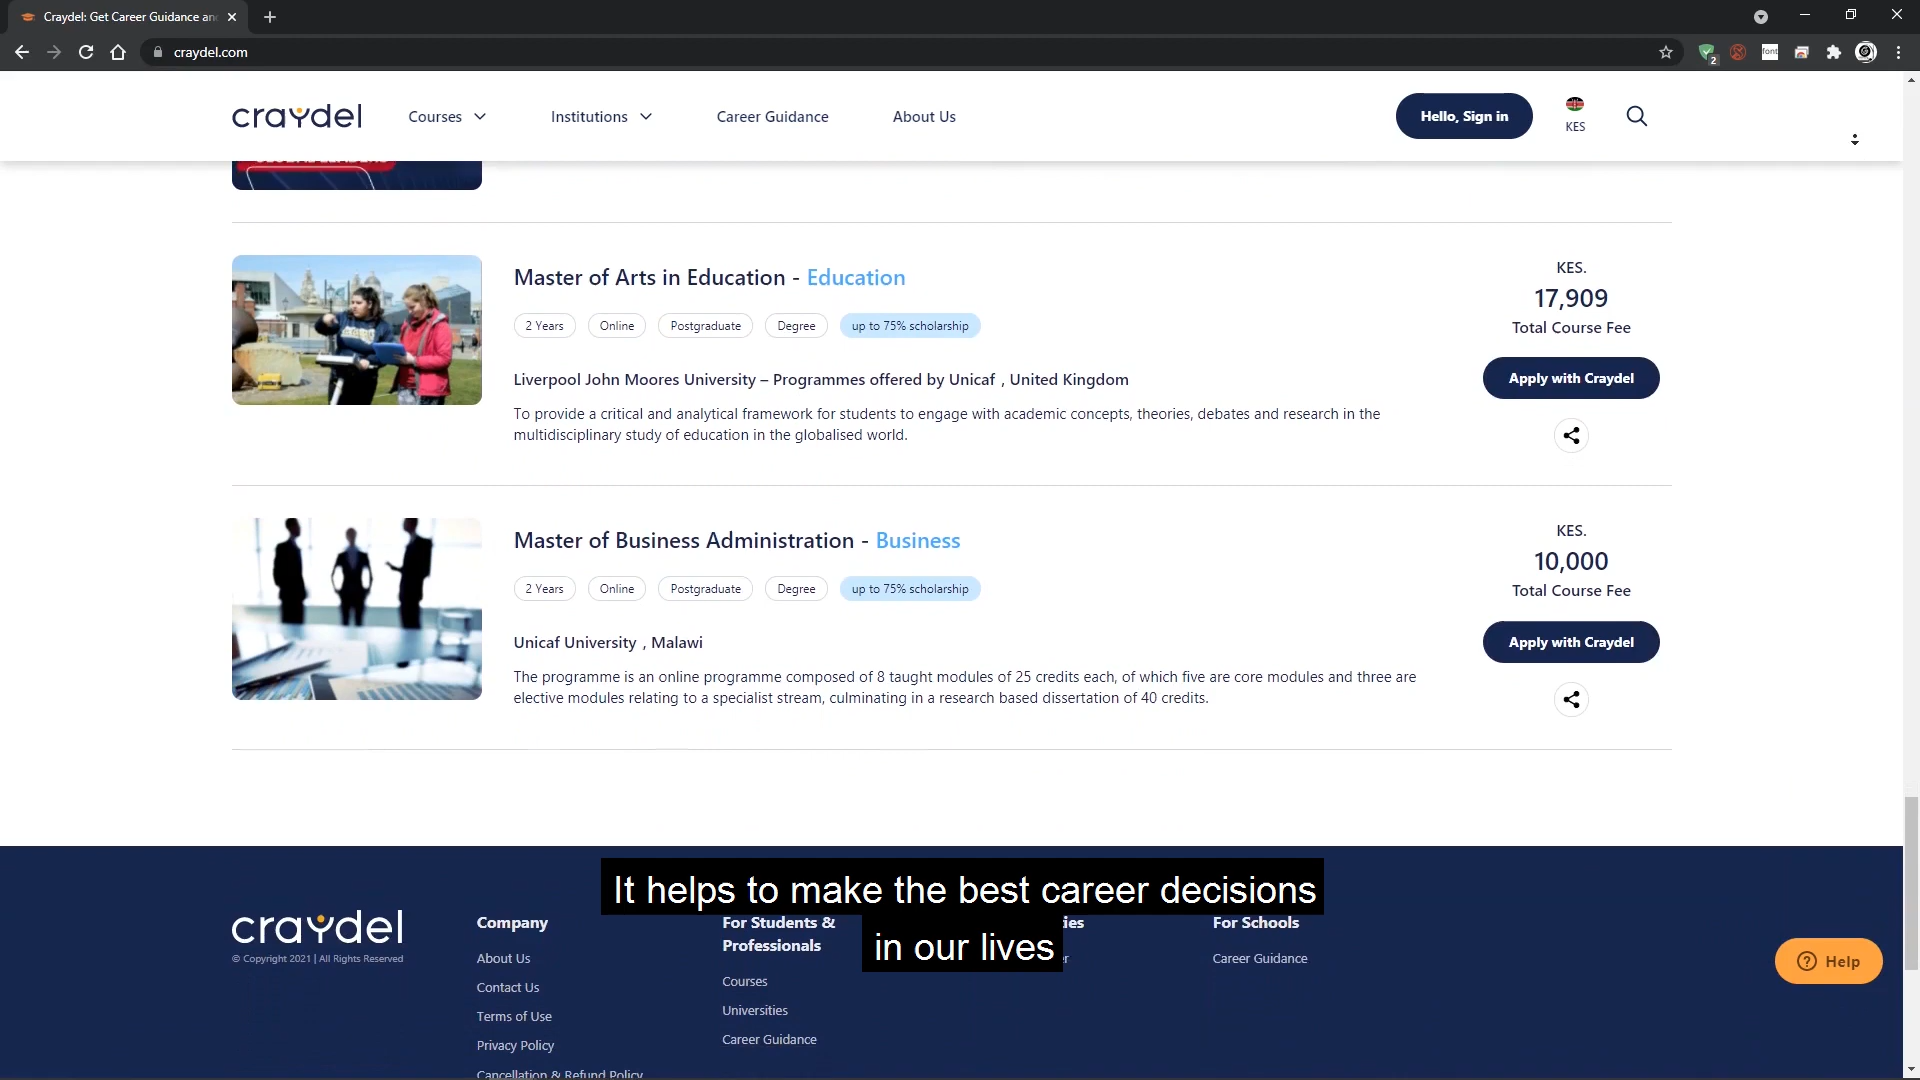 Craydel: Get Career Guidance an
craydel.com
2
font
craydel
Courses
Institutions
Career Guidance
About Us
Hello, Sign in
KES
Master of Arts in Education - Education
2 Years
Online
Postgraduate
Degree
up to 75% scholarship
Liverpool John Moores University – Programmes offered by Unicaf , United Kingdom
To provide a critical and analytical framework for students to engage with academic concepts, theories, debates and research in the
multidisciplinary study of education in the globalised world.
KES.
17,909
Total Course Fee
Apply with Craydel
Master of Business Administration - Business
2 Years
Online
Postgraduate
Degree
up to 75% scholarship
Unicaf University , Malawi
The programme is an online programme composed of 8 taught modules of 25 credits each, of which five are core modules and three are
elective modules relating to a specialist stream, culminating in a research based dissertation of 40 credits.
KES.
10,000
Total Course Fee
Apply with Craydel
It helps to make the best career decisions
in our lives
craydel
© Copyright 2021 | All Rights Reserved
Company
About Us
Contact Us
Terms of Use
Privacy Policy
Cancellation & Refund Policy
For Students &
Professionals
Courses
Universities
Career Guidance
For Schools
Career Guidance
Help